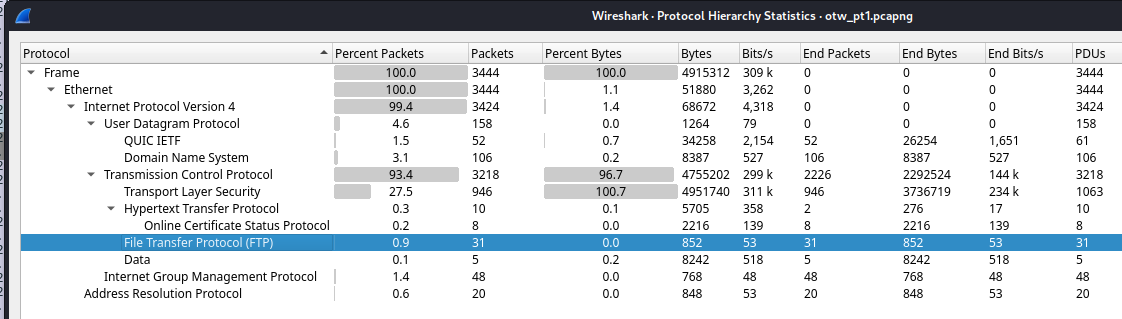 Wireshark · Protocol Hierarchy Statistics · otw_pt1.pcapng
Protocol Percent Packets Packets Percent Bytes Bytes Bits/s End Packets End Bytes End Bits/s PDUs
Frame 100.0 3444 100.0 4915312 309 k 0 0 0 3444
Ethernet 100.0 3444 1.1 51880 3,262 0 0 0 3444
Internet Protocol Version 4 99.4 3424 1.4 68672 4,318 0 0 0 3424
User Datagram Protocol 4.6 158 0.0 1264 79 0 0 0 158
QUIC IETF 1.5 52 0.7 34258 2,154 52 26254 1,651 61
Domain Name System 3.1 106 0.2 8387 527 106 8387 527 106
Transmission Control Protocol 93.4 3218 96.7 4755202 299 k 2226 2292524 144 k 3218
Transport Layer Security 27.5 946 100.7 4951740 311 k 946 3736719 234 k 1063
Hypertext Transfer Protocol 0.3 10 0.1 5705 358 2 276 17 10
Online Certificate Status Protocol 0.2 8 0.0 2216 139 8 2216 139 8
File Transfer Protocol (FTP) 0.9 31 0.0 852 53 31 852 53 31
Data 0.1 5 0.2 8242 518 5 8242 518 5
Internet Group Management Protocol 1.4 48 0.0 768 48 48 768 48 48
Address Resolution Protocol 0.6 20 0.0 848 53 20 848 53 20